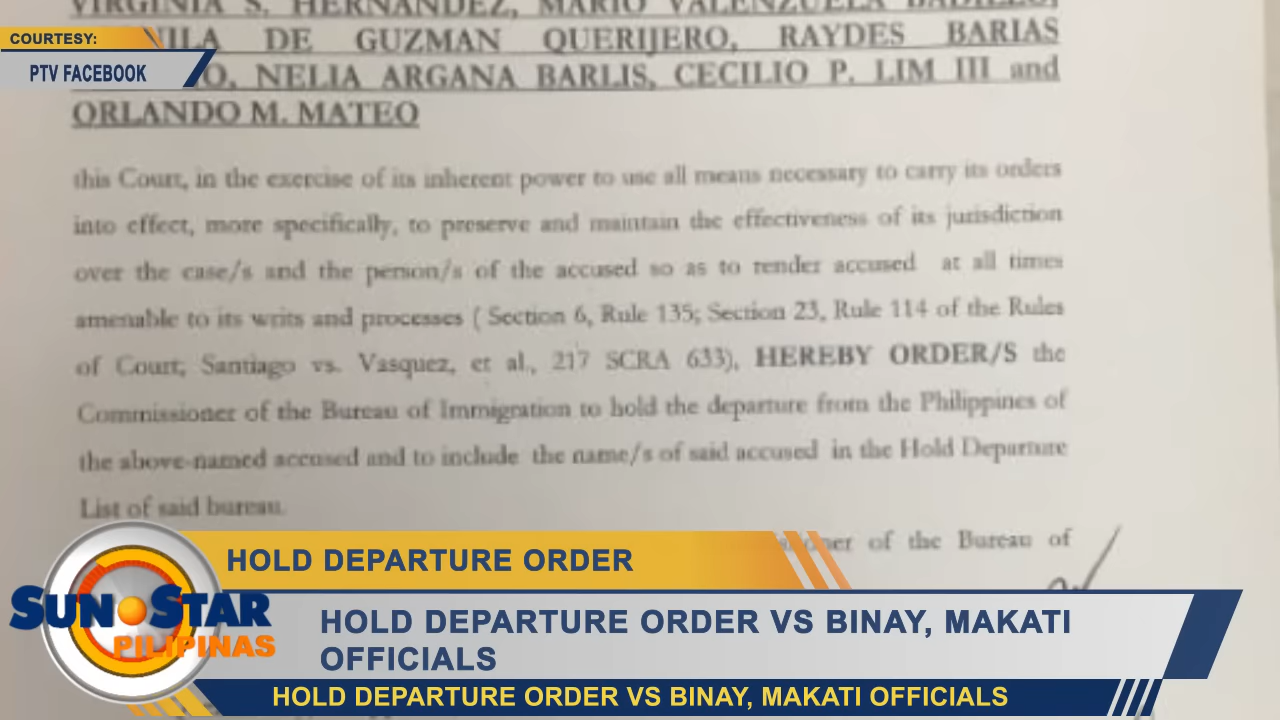 VIRGINIA S. HERNANDEZ, MARIO VALENZUELA BADILLO,
COURTESY:
DE GUZMAN QUERIJERO, RAYDES BARIAS
PTV FACEBOOK
NELIA ARGANA BARLIS, CECILIO P. LIM III and
ORLANDO M. MATEO
this Court, in the exercise of its inherent power to use all means necessary to carry its orders
into effect, more specifically, to preserve and maintain the effectiveness of its jurisdiction
over the case/s and the person/s of the accused so as to render accused at all times
amenable to its writs and processes ( Section 6, Rule 135; Section 23, Rule 114 of the Rules
of Court; Santiago vs. Vasquez, et al., 217 SCRA 633), HEREBY ORDER/S the
Commissioner of the Bureau of Immigration to hold the departure from the Philippines of
the above-named accused and to include the name/s of said accused in the Hold Departure
List of said bureau.
of the Bureau of
HOLD DEPARTURE ORDER
SUN STAR
PILIPINAS
HOLD DEPARTURE ORDER VS BINAY, MAKATI
OFFICIALS
HOLD DEPARTURE ORDER VS BINAY, MAKATI OFFICIALS